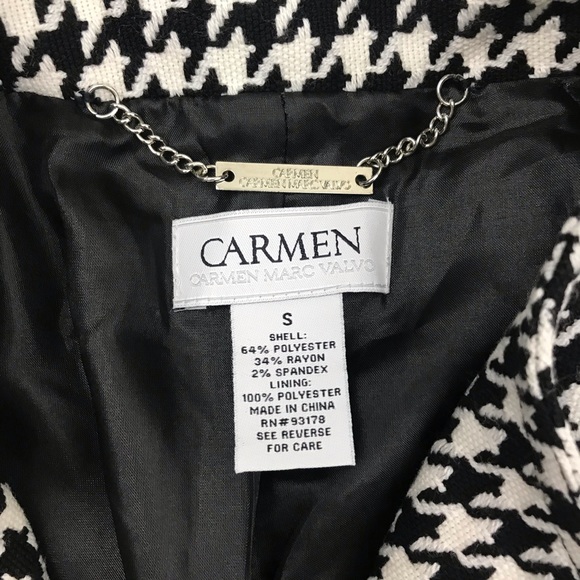 CARMEN
CARMEN MARC VALVO
CARMEN
CARMEN MARC VALVO
S
SHELL:
64% POLYESTER
34% RAYON
2% SPANDEX
LINING:
100% POLYESTER
MADE IN CHINA
RN#93178
SEE REVERSE
FOR CARE